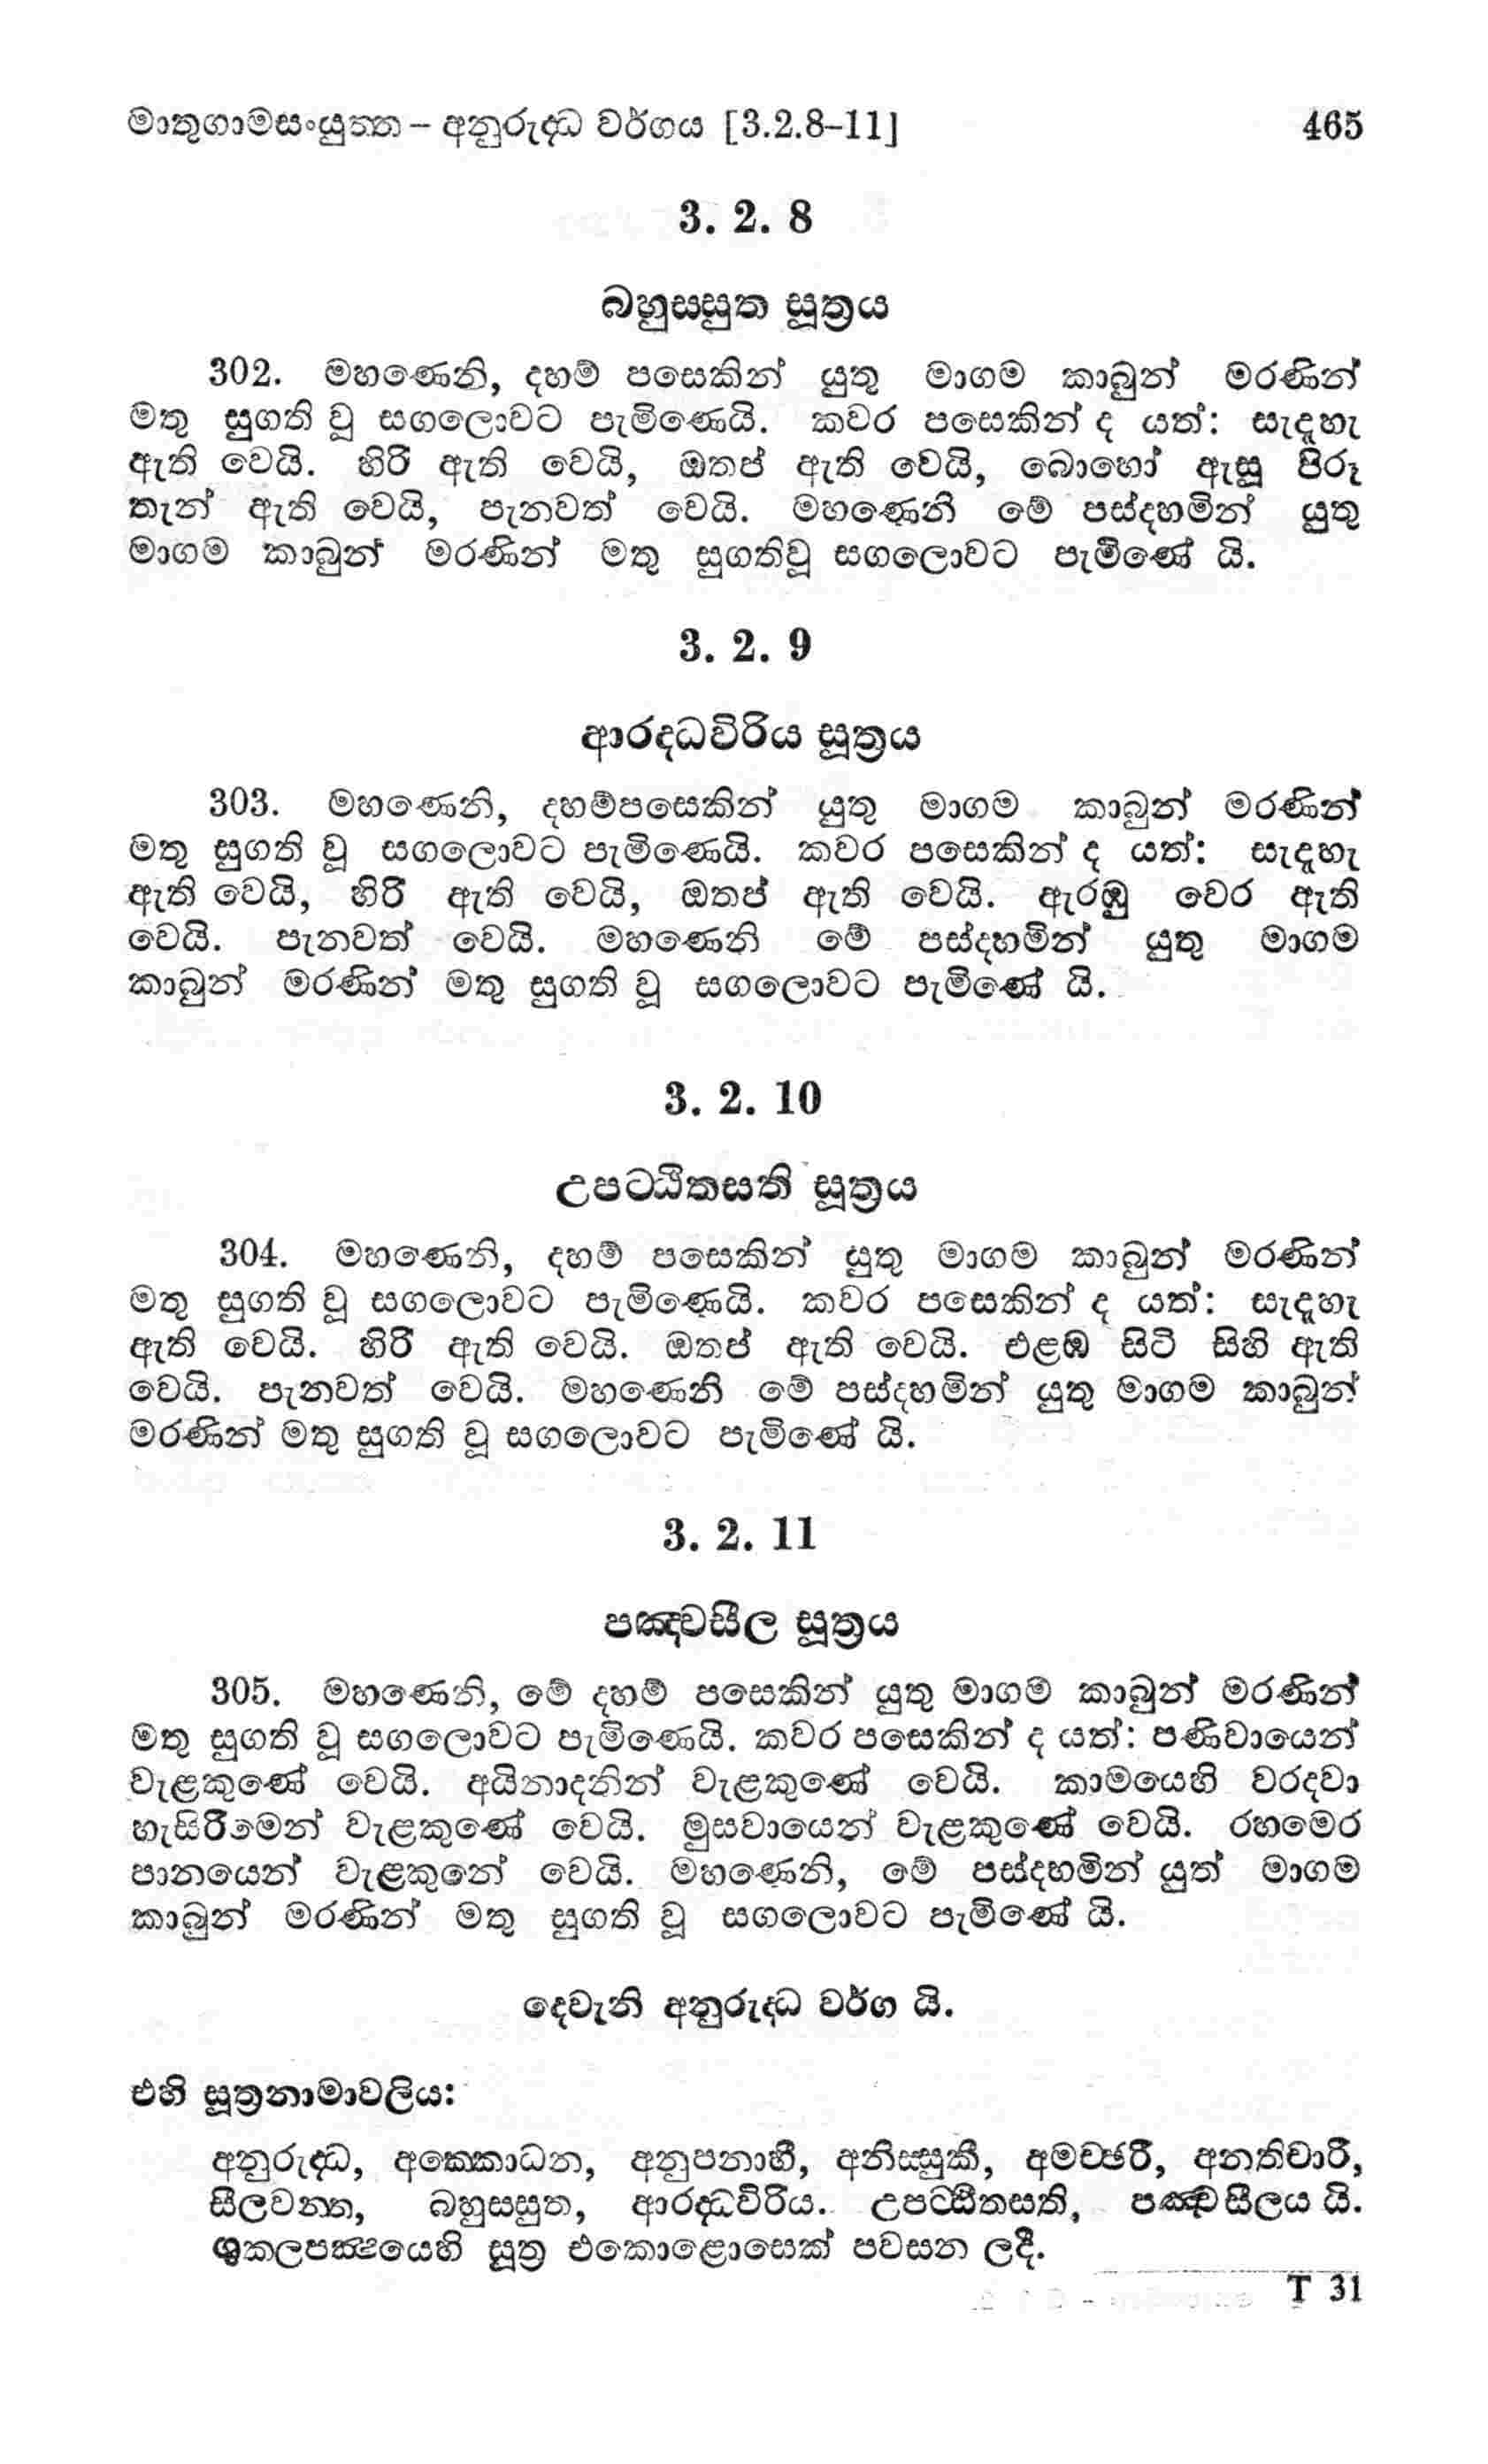 මාතුගාමසංයුත්ත – අනුරුද්ධ වර්ගය [3.2.8–11] 465
3. 2. 8
බහුස්සුත සූත්‍රය
302. මහණෙනි, දහම් පසෙකින් යුතු මාගම කාබුන් මරණින්
මතු සුගති වූ සගලොවට පැමිණෙයි. කවර පසෙකින් ද යත්: සැදැහැ
ඇති වෙයි. හිරි ඇති වෙයි, ඔතප් ඇති වෙයි, බොහෝ ඇසූ පිරූ
තැන් ඇති වෙයි, පැනවත් වෙයි. මහණෙනි මේ පස්දහමින් යුතු
මාගම කාබුන් මරණින් මතු සුගතිවූ සගලොවට පැමිණේ යි.
3. 2. 9
ආරද්ධවිරිය සූත්‍රය
303. මහණෙනි, දහම්පසෙකින් යුතු මාගම කාබුන් මරණින්
මතු සුගති වූ සගලොවට පැමිණෙයි. කවර පසෙකින් ද යත්: සැදැහැ
ඇති වෙයි, හිරි ඇති වෙයි, ඔතප් ඇති වෙයි. ඇරඹූ වෙර ඇති
වෙයි. පැනවත් වෙයි. මහණෙනි මේ පස්දහමින් යුතු මාගම
කාබුන් මරණින් මතු සුගති වූ සගලොවට පැමිණේ යි.
3. 2. 10
උපට්ඨිතසති සූත්‍රය
304. මහණෙනි, දහම් පසෙකින් යුතු මාගම කාබුන් මරණින්
මතු සුගති වූ සගලොවට පැමිණෙයි. කවර පසෙකින් ද යත්: සැදැහැ
ඇති වෙයි. හිරි ඇති වෙයි. ඔතප් ඇති වෙයි. එළඹ සිටි සිහි ඇති
වෙයි. පැනවත් වෙයි. මහණෙනි මේ පස්දහමින් යුතු මාගම කාබුන්
මරණින් මතු සුගති වූ සගලොවට පැමිණේ යි.
3. 2. 11
පඤ්චසීල සූත්‍රය
305. මහණෙනි, මේ දහම් පසෙකින් යුතු මාගම කාබුන් මරණින්
මතු සුගති වූ සගලොවට පැමිණෙයි. කවර පසෙකින් ද යත්: පණිවායෙන්
වැළකුණේ වෙයි. අයිනාදනින් වැළකුණේ වෙයි. කාමයෙහි වරදවා
හැසිරීමෙන් වැළකුණේ වෙයි. මුසවායෙන් වැළකුණේ වෙයි. රහමෙර
පානයෙන් වැළකුනේ වෙයි. මහණෙනි, මේ පස්දහමින් යුත් මාගම
කාබුන් මරණින් මතු සුගති වූ සගලොවට පැමිණේ යි.
දෙවැනි අනුරුද්ධ වර්ග යි.
එහි සූත්‍රනාමාවලිය:
අනුරුද්ධ, අක්කොධන, අනුපනාහී, අනිස්සුකී, අමච්ඡරී, අනතිචාරී,
සීලවන්ත, බහුස්සුත, ආරද්ධවිරිය. උපට්ඨිතසති, පඤ්චසීලය යි.
ශුක්ලපක්ෂයෙහි සූත්‍ර එකොළොසෙක් පවසන ලදී.
T 31